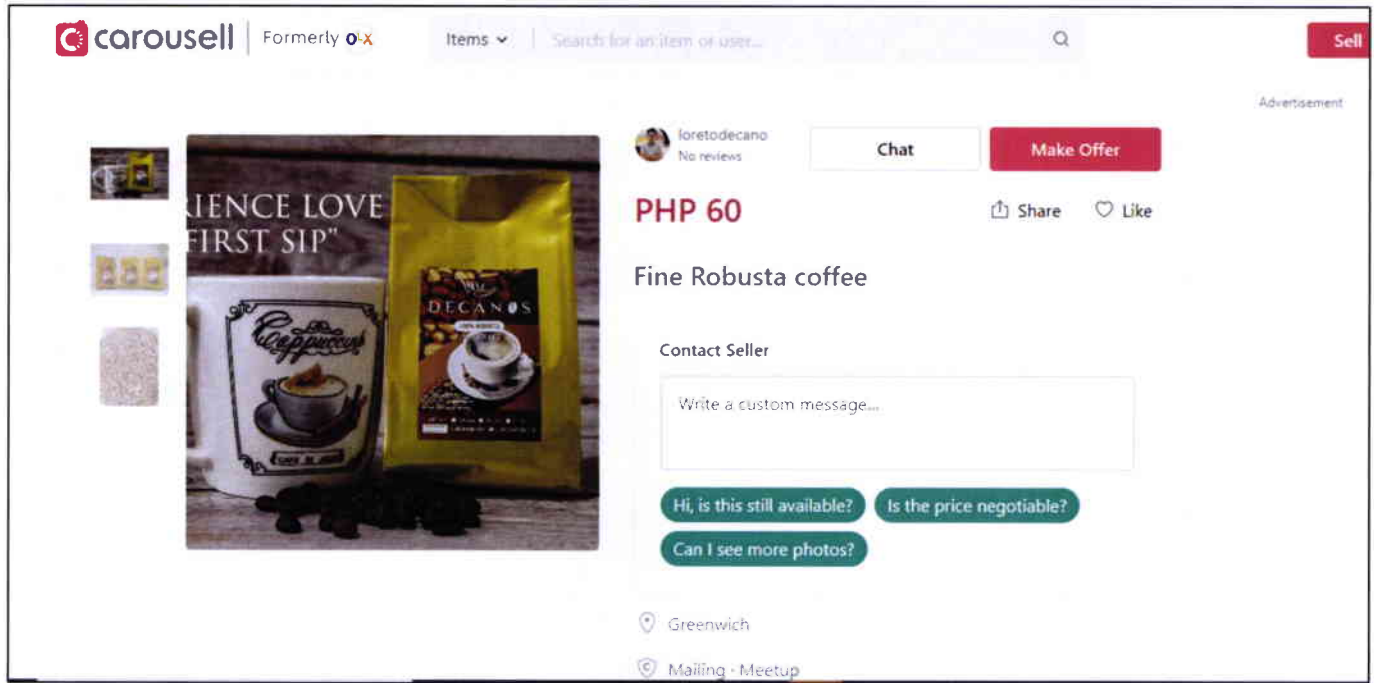 carousell Formerly OLX Items Search for an item or user... Sell
Advertisement
loretodecano
No reviews
Chat
Make Offer
PHP 60
Share
Like
Fine Robusta coffee
RIENCE LOVE
FIRST SIP"
DECANOS
Cappuccino
Contact Seller
Write a custom message...
Hi, is this still available?
Is the price negotiable?
Can I see more photos?
Greenwich
Mailing · Meetup